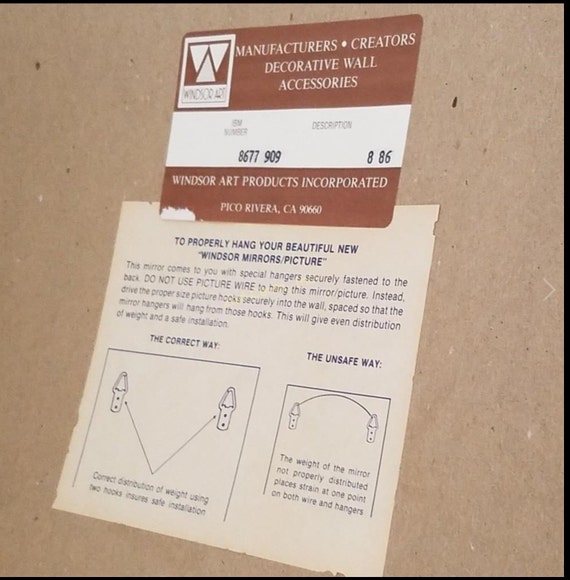 WINDSOR ART
MANUFACTURERS • CREATORS
DECORATIVE WALL
ACCESSORIES
ITEM
NUMBER
DESCRIPTION
8677 909
8 86
WINDSOR ART PRODUCTS INCORPORATED
PICO RIVERA, CA 90660
TO PROPERLY HANG YOUR BEAUTIFUL NEW
"WINDSOR MIRRORS/PICTURE"
This mirror comes to you with special hangers securely fastened to the
back. DO NOT USE PICTURE WIRE to hang this mirror/picture. Instead,
drive the proper size picture hooks securely into the wall, spaced so that the
mirror hangers will hang from those hooks. This will give even distribution
of weight and a safe installation.
THE CORRECT WAY:
Correct distribution of weight using
two hooks insures safe installation
THE UNSAFE WAY:
The weight of the mirror
not properly distributed
places strain at one point
on both wire and hangers